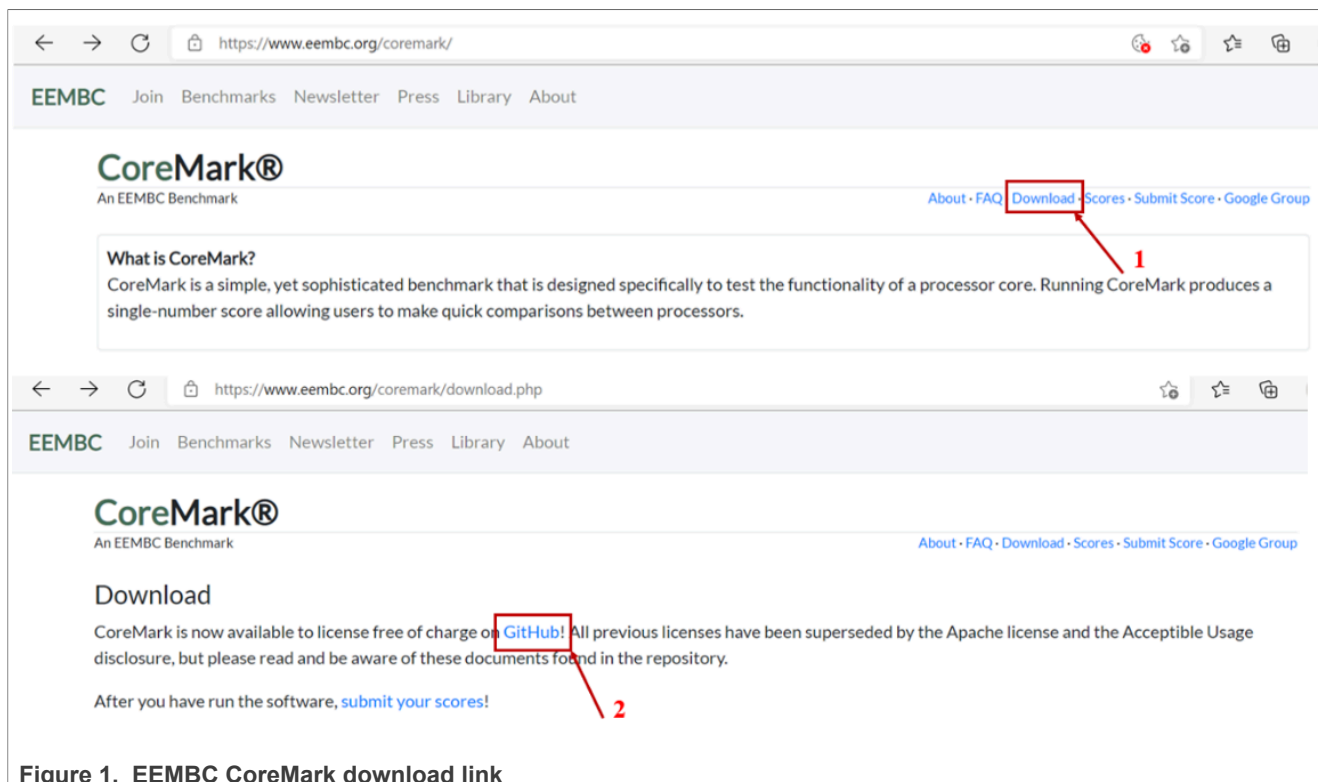 https://www.eembc.org/coremark/
EEMBC Join Benchmarks Newsletter Press Library About
CoreMark®
An EEMBC Benchmark
About · FAQ · Download · Scores · Submit Score · Google Group
1
What is CoreMark?
CoreMark is a simple, yet sophisticated benchmark that is designed specifically to test the functionality of a processor core. Running CoreMark produces a
single-number score allowing users to make quick comparisons between processors.
https://www.eembc.org/coremark/download.php
EEMBC Join Benchmarks Newsletter Press Library About
CoreMark®
An EEMBC Benchmark
About · FAQ · Download · Scores · Submit Score · Google Group
Download
CoreMark is now available to license free of charge on GitHub! All previous licenses have been superseded by the Apache license and the Acceptible Usage
disclosure, but please read and be aware of these documents found in the repository.
After you have run the software, submit your scores!
2
Figure 1. EEMBC CoreMark download link